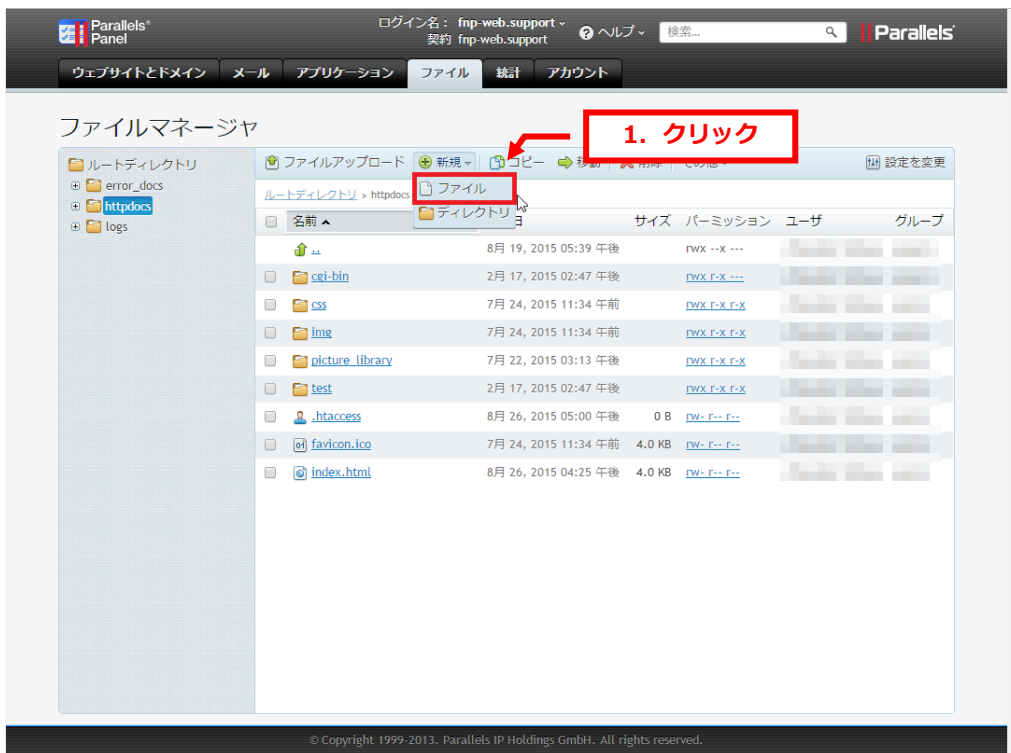 Parallels® Panel
ログイン名： fnp-web.support
契約 fnp-web.support
ヘルプ
検索...
Parallels®
ウェブサイトとドメイン メール アプリケーション ファイル 統計 アカウント
ファイルマネージャ
1. クリック
ルートディレクトリ
error_docs
httpdocs
logs
ファイルアップロード 新規 コピー 移動 削除 その他 設定を変更
ルートディレクトリ > httpdocs
ファイル
ディレクトリ
名前 日 サイズ パーミッション ユーザ グループ
.. 8月 19, 2015 05:39 午後 rwx --x ---
cgi-bin 2月 17, 2015 02:47 午後 rwx r-x ---
css 7月 24, 2015 11:34 午前 rwx r-x r-x
img 7月 24, 2015 11:34 午前 rwx r-x r-x
picture_library 7月 22, 2015 03:13 午後 rwx r-x r-x
test 2月 17, 2015 02:47 午後 rwx r-x r-x
.htaccess 8月 26, 2015 05:00 午後 0 B rw- r-- r--
favicon.ico 7月 24, 2015 11:34 午前 4.0 KB rw- r-- r--
index.html 8月 26, 2015 04:25 午後 4.0 KB rw- r-- r--
© Copyright 1999-2013. Parallels IP Holdings GmbH. All rights reserved.